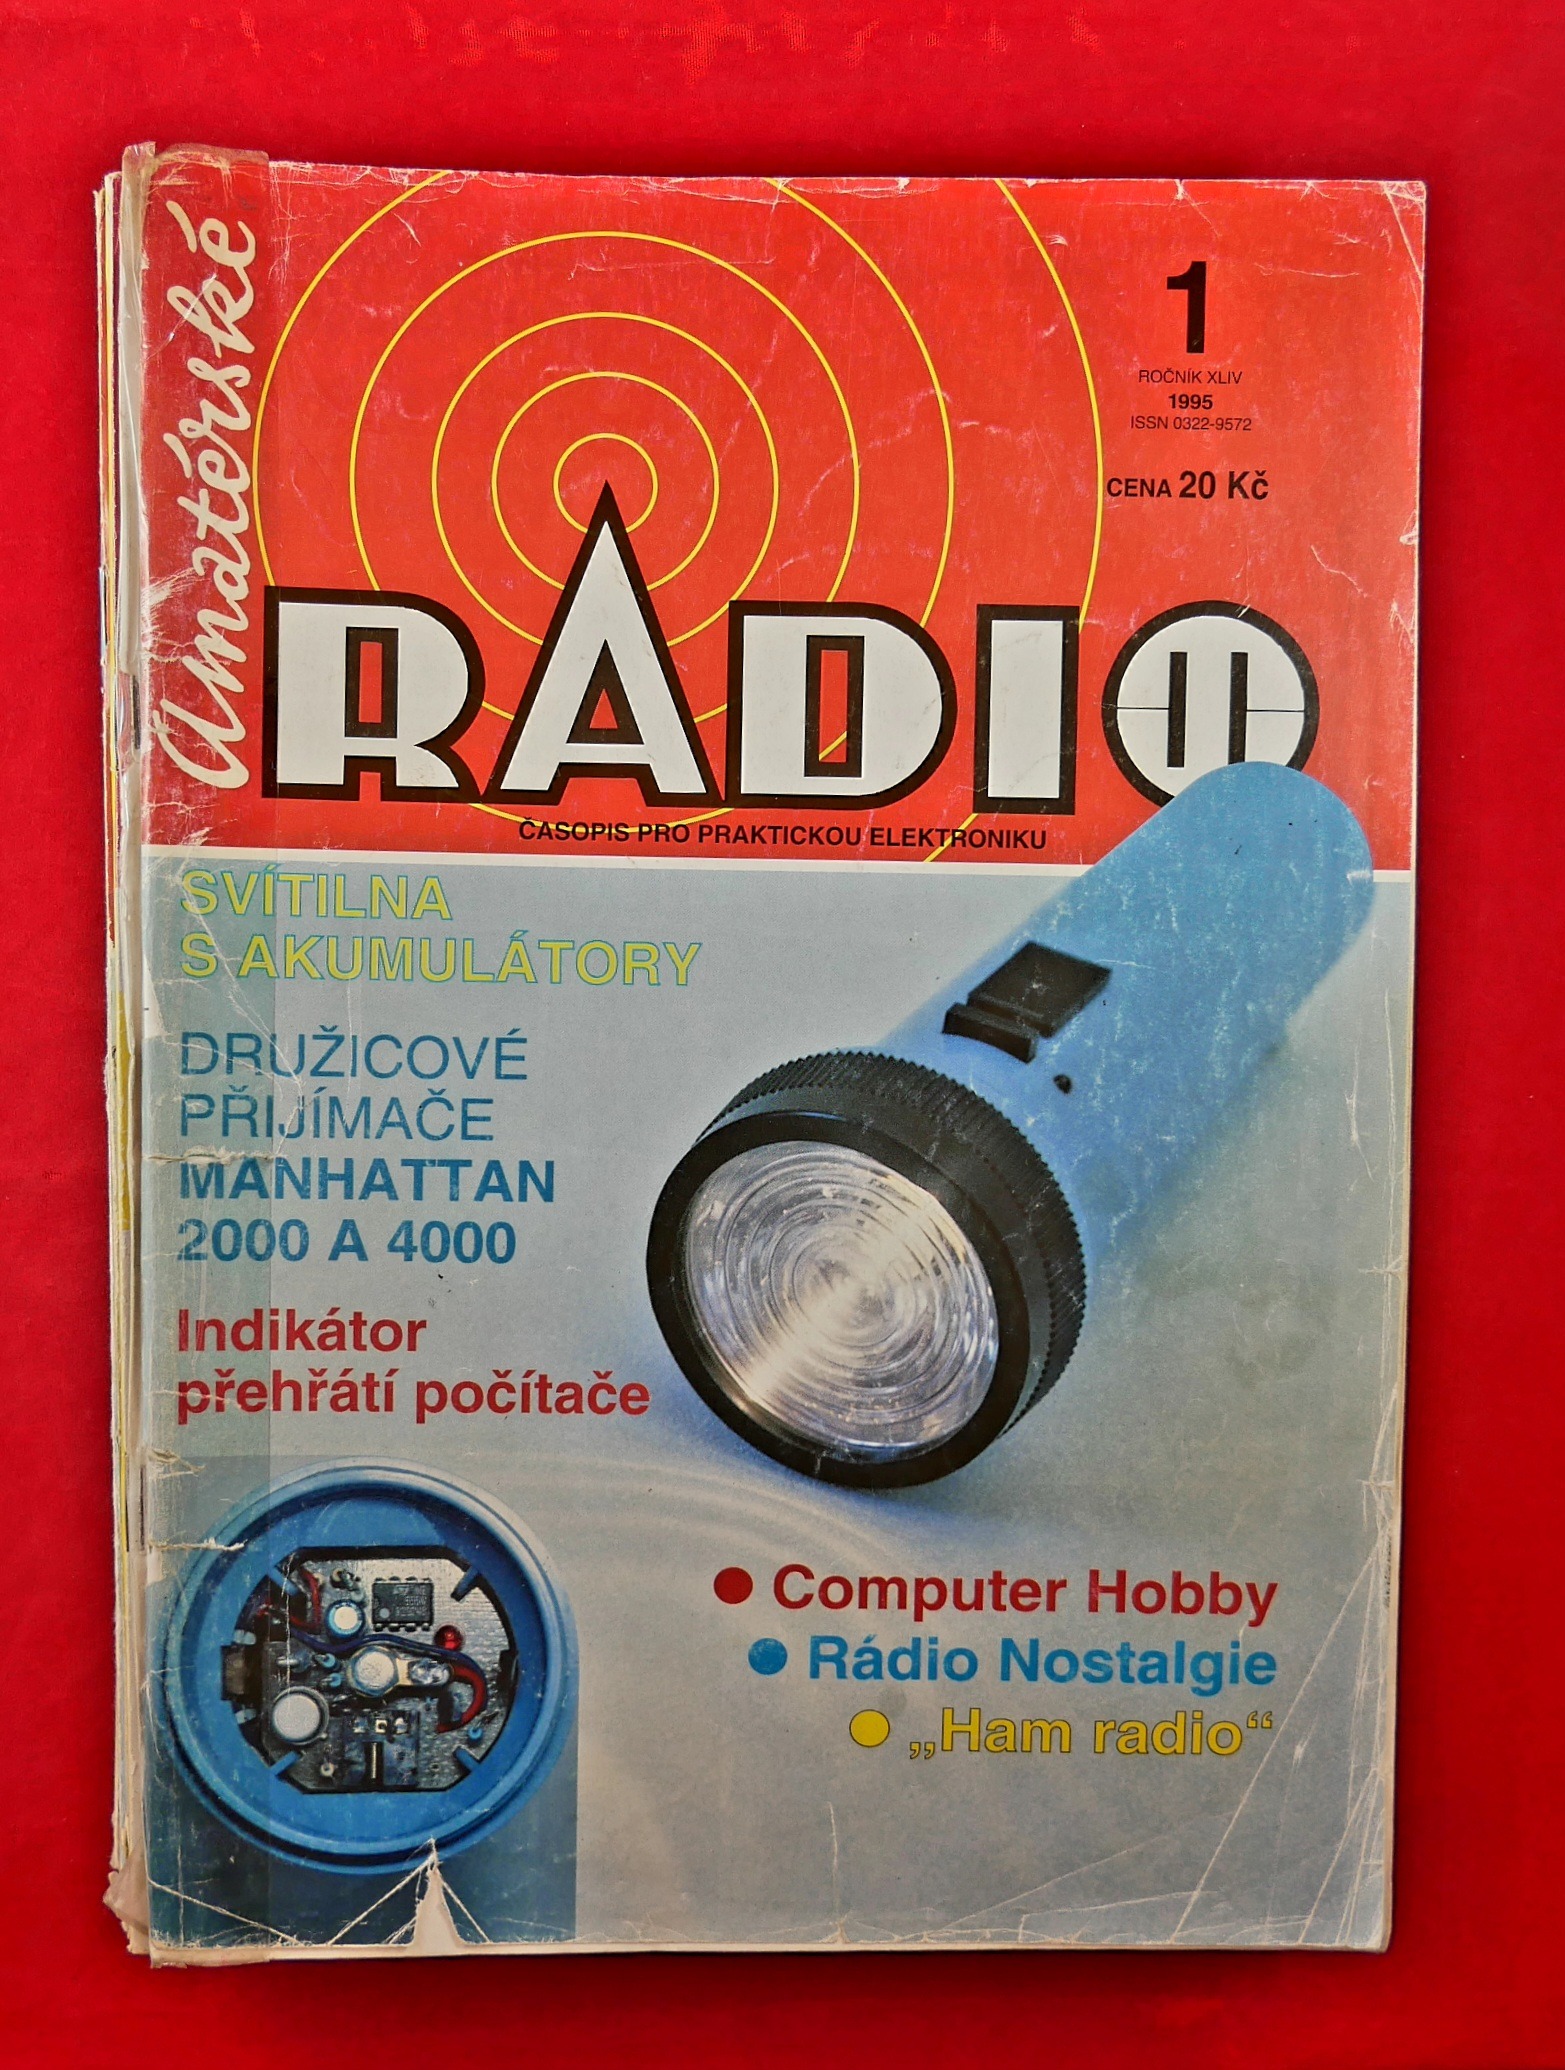 Amatérské
RADIO
1
ROČNÍK XLIV
1995
ISSN 0322-9572
CENA 20 Kč
ČASOPIS PRO PRAKTICKOU ELEKTRONIKU
SVÍTILNA
S AKUMULÁTORY
DRUŽICOVÉ
PŘIJÍMAČE
MANHATTAN
2000 A 4000
Indikátor
přehřátí počítače
● Computer Hobby
● Rádio Nostalgie
● „Ham radio“